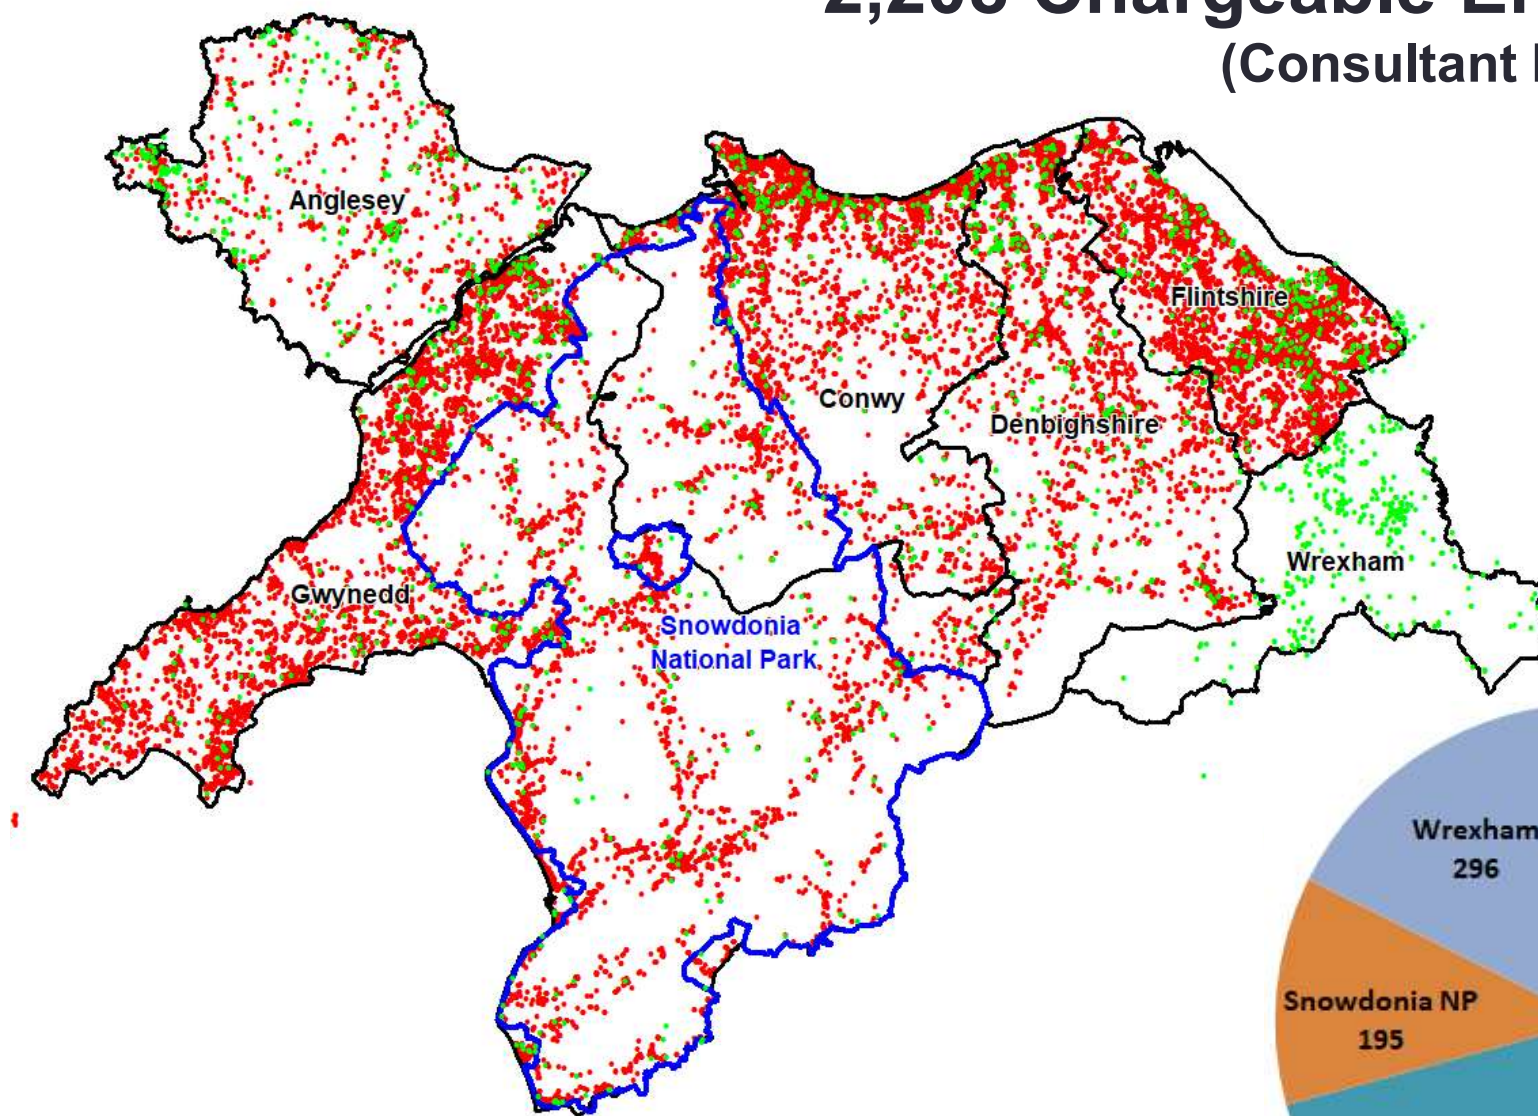 (Consultant
Anglesey
Flintshire
Conwy
Denbighshire
Wrexham
Gwynedd
Snowdonia
National Park
Wrexham
296
Snowdonia NP
195